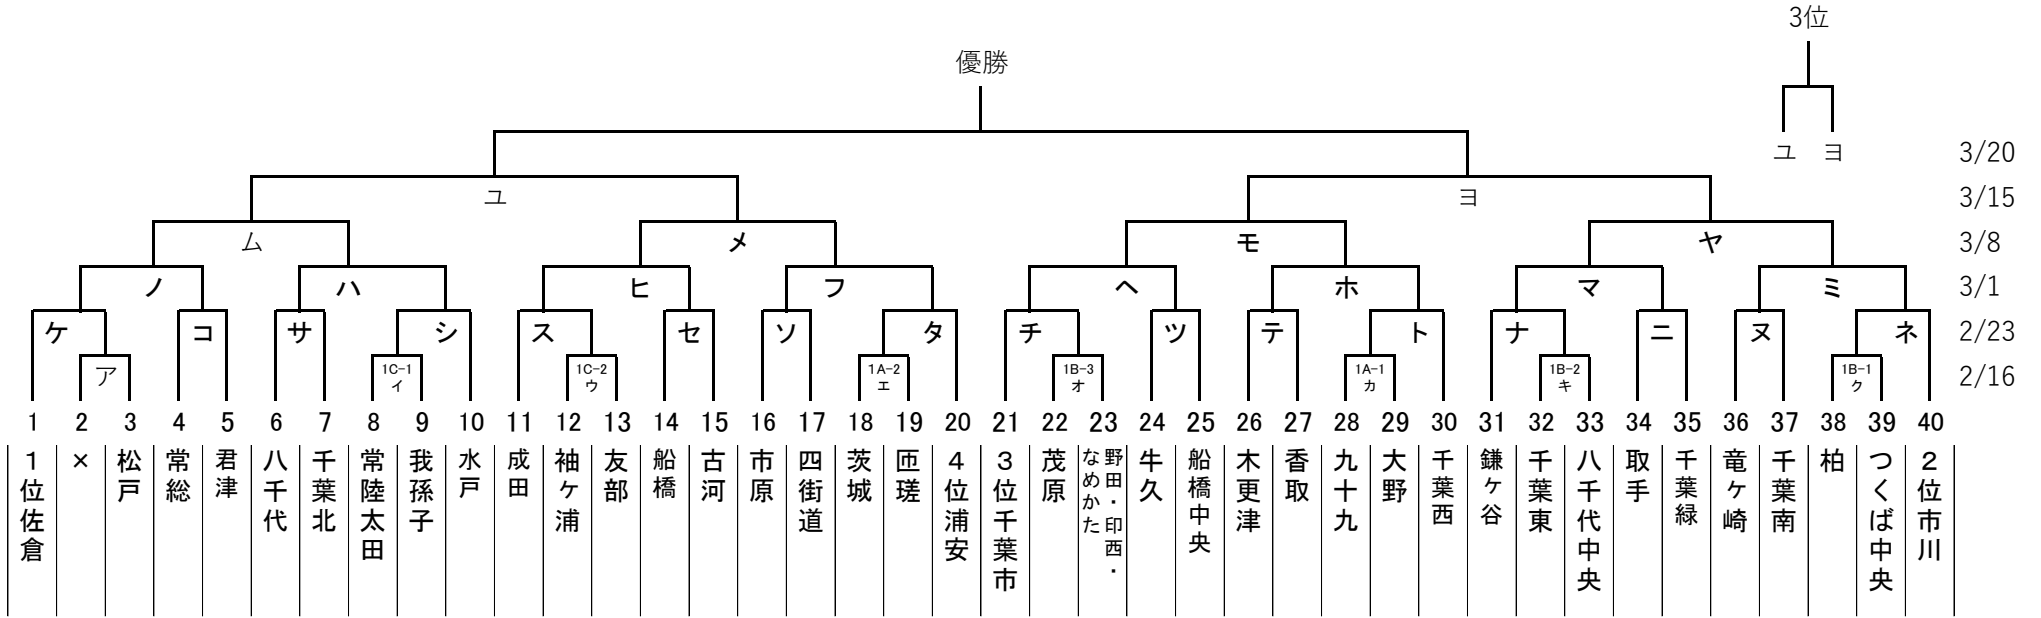 3位
優勝
ユ ヨ 3/20
ユ ヨ 3/15
ム メ モ ヤ 3/8
ノ ハ ヒ フ ヘ ホ マ ミ 3/1
ケ コ サ シ ス セ ソ タ チ ツ テ ト ナ ニ ヌ ネ 2/23
1C-1 1C-2 1A-2 1B-3 1A-1 1B-2 1B-1
ア イ ウ エ オ カ キ ク 2/16
1 2 3 4 5 6 7 8 9 10 11 12 13 14 15 16 17 18 19 20 21 22 23 24 25 26 27 28 29 30 31 32 33 34 35 36 37 38 39 40
1位佐倉
×
松戸
常総
君津
八千代
千葉北
常陸太田
我孫子
水戸
成田
袖ケ浦
友部
船橋
古河
市原
四街道
茨城
匝瑳
4位浦安
3位千葉市
茂原
野田・印西・
なめかた
牛久
船橋中央
木更津
香取
九十九
大野
千葉西
鎌ケ谷
千葉東
八千代中央
取手
千葉緑
竜ケ崎
千葉南
柏
つくば中央
2位市川